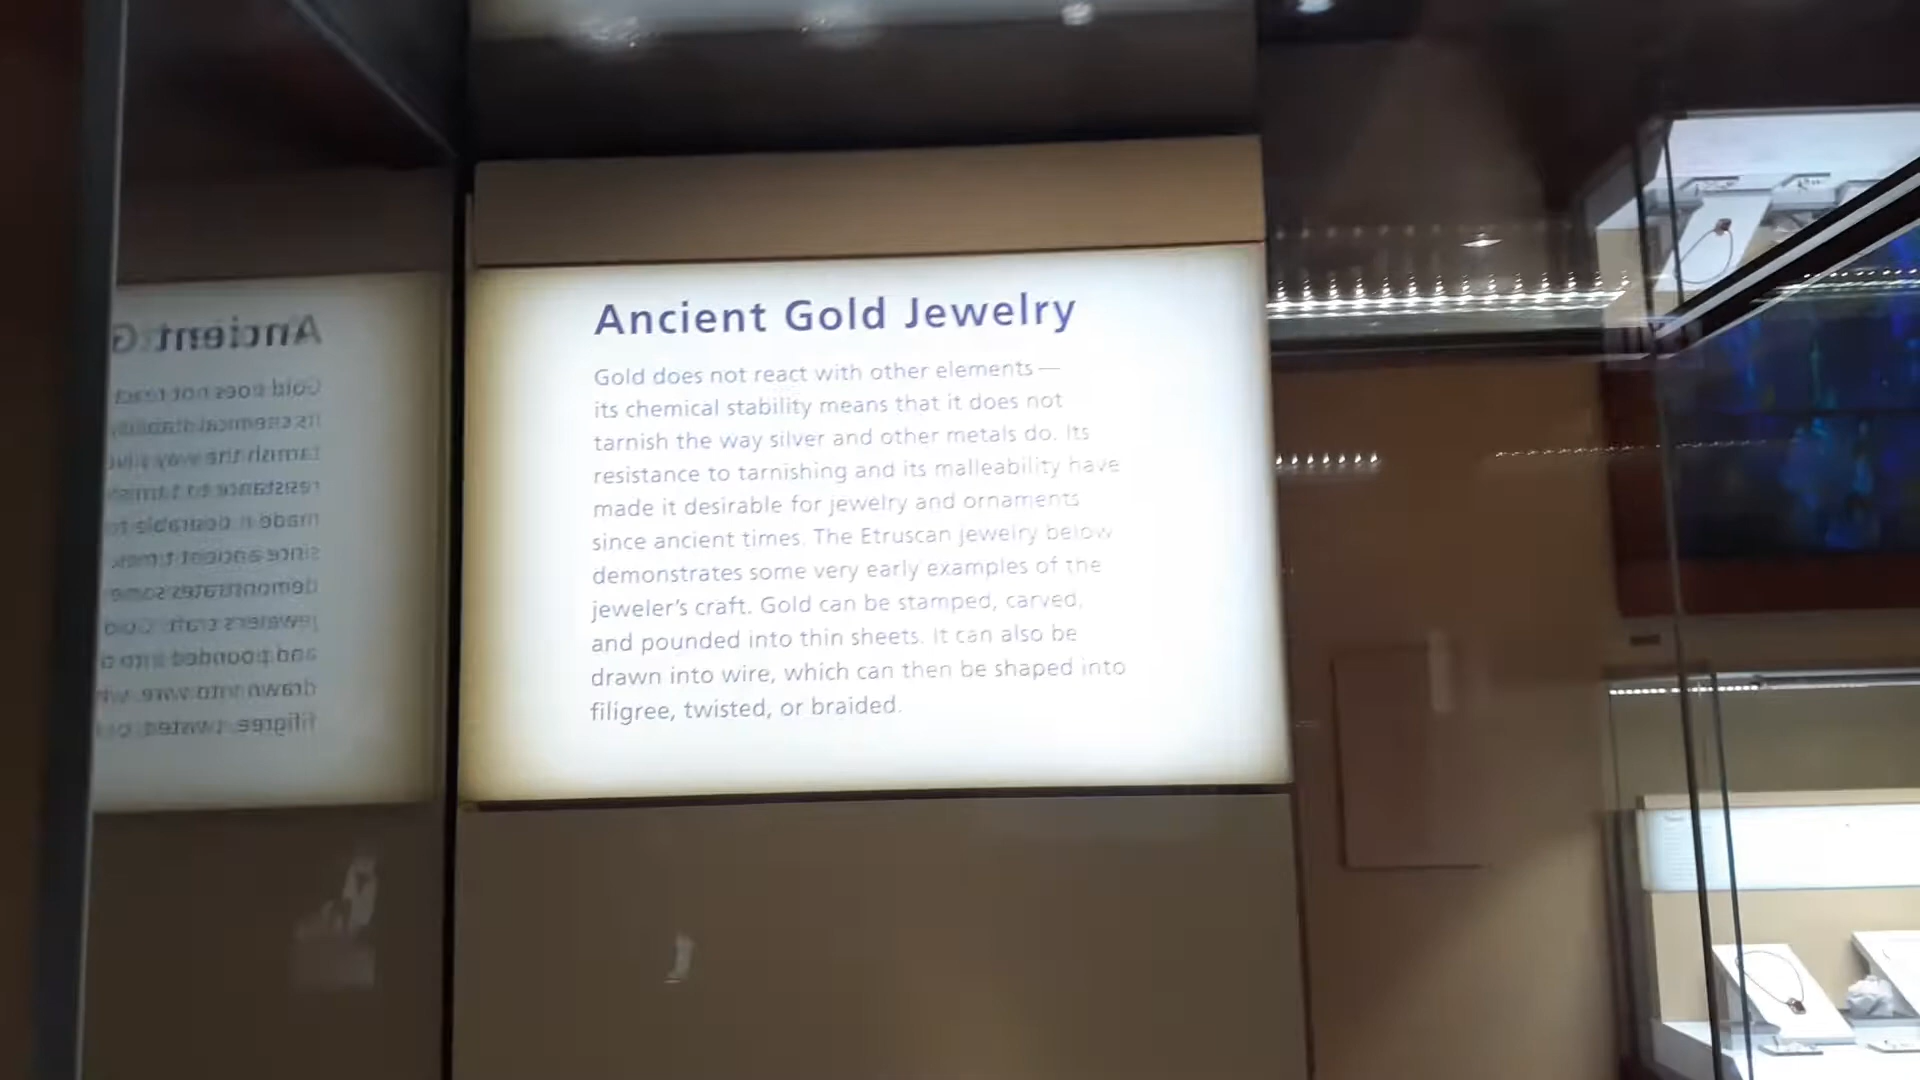 Ancient Gold Jewelry
Gold does not react with other elements —
its chemical stability means that it does not
tarnish the way silver and other metals do. Its
resistance to tarnishing and its malleability have
made it desirable for jewelry and ornaments
since ancient times. The Etruscan jewelry below
demonstrates some very early examples of the
jeweler's craft. Gold can be stamped, carved,
and pounded into thin sheets. It can also be
drawn into wire, which can then be shaped into
filigree, twisted, or braided.